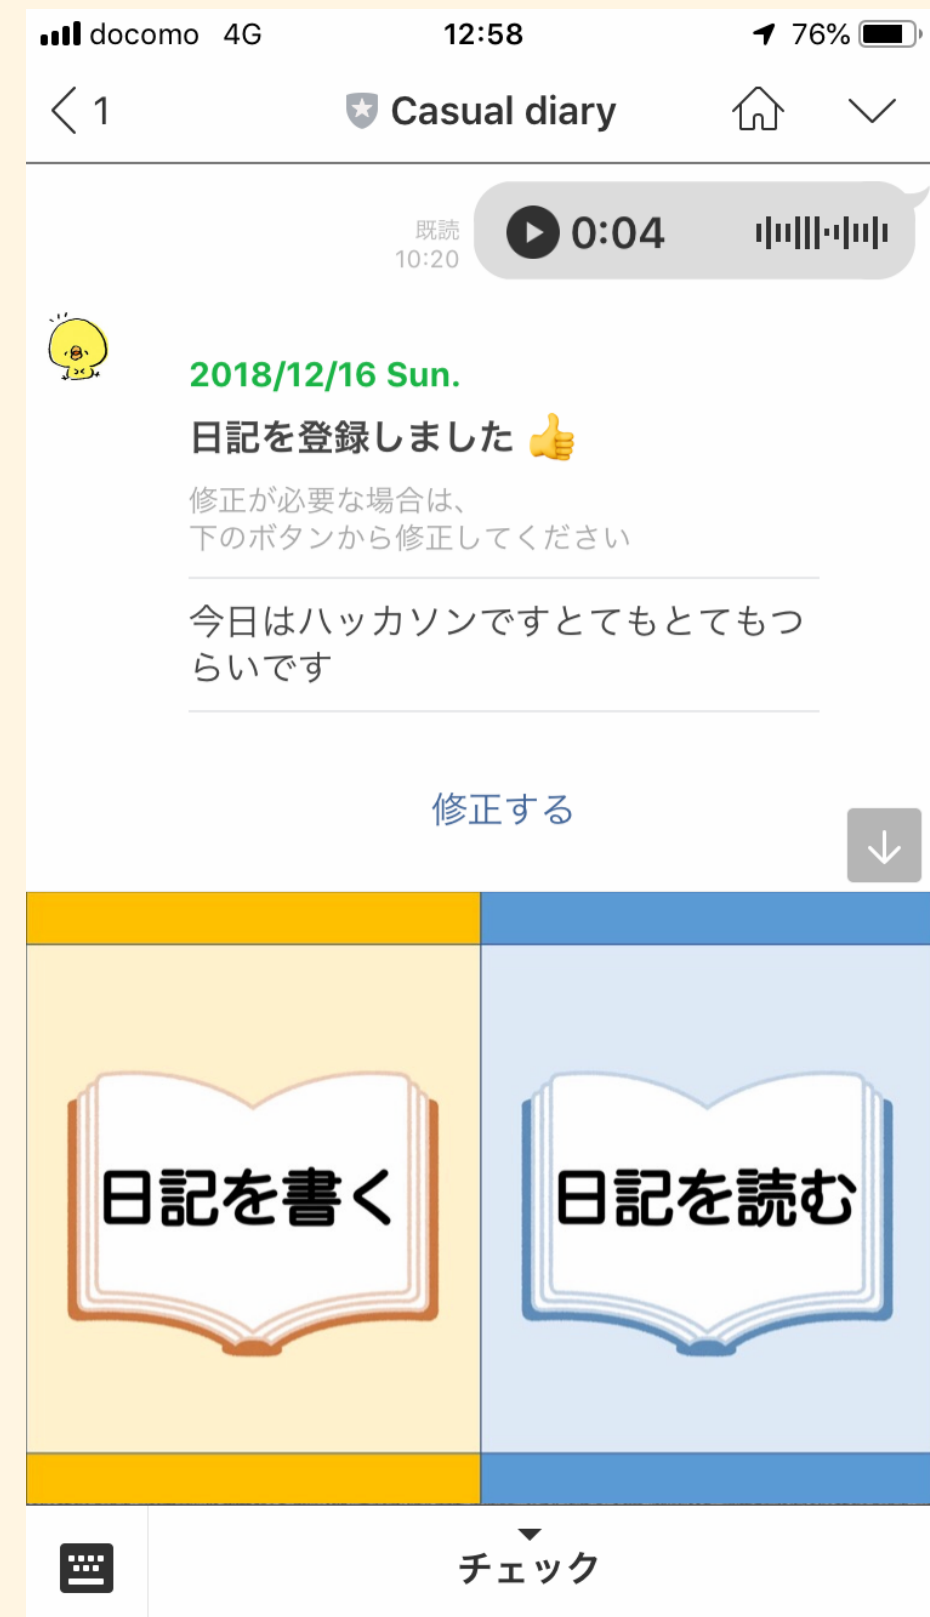 docomo 4G 12:58 76%
1 Casual diary
既読
10:20
0:04
2018/12/16 Sun.
日記を登録しました 👍
修正が必要な場合は、
下のボタンから修正してください
今日はハッカソンですとてもとてもつ
らいです
修正する
日記を書く
日記を読む
チェック